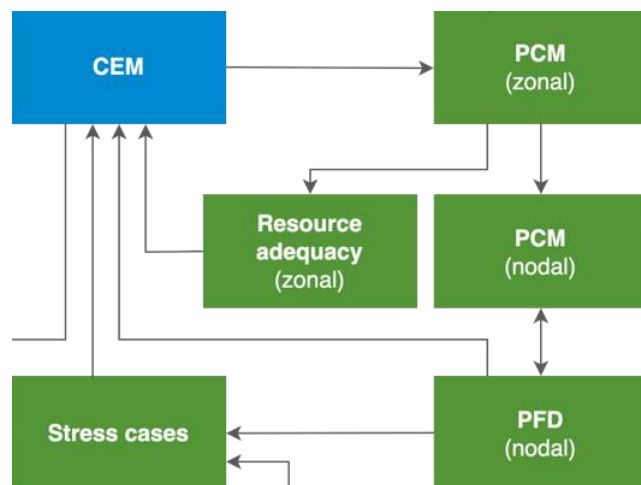 CEM
PCM
(zonal)
Resource
adequacy
(zonal)
PCM
(nodal)
Stress cases
PFD
(nodal)